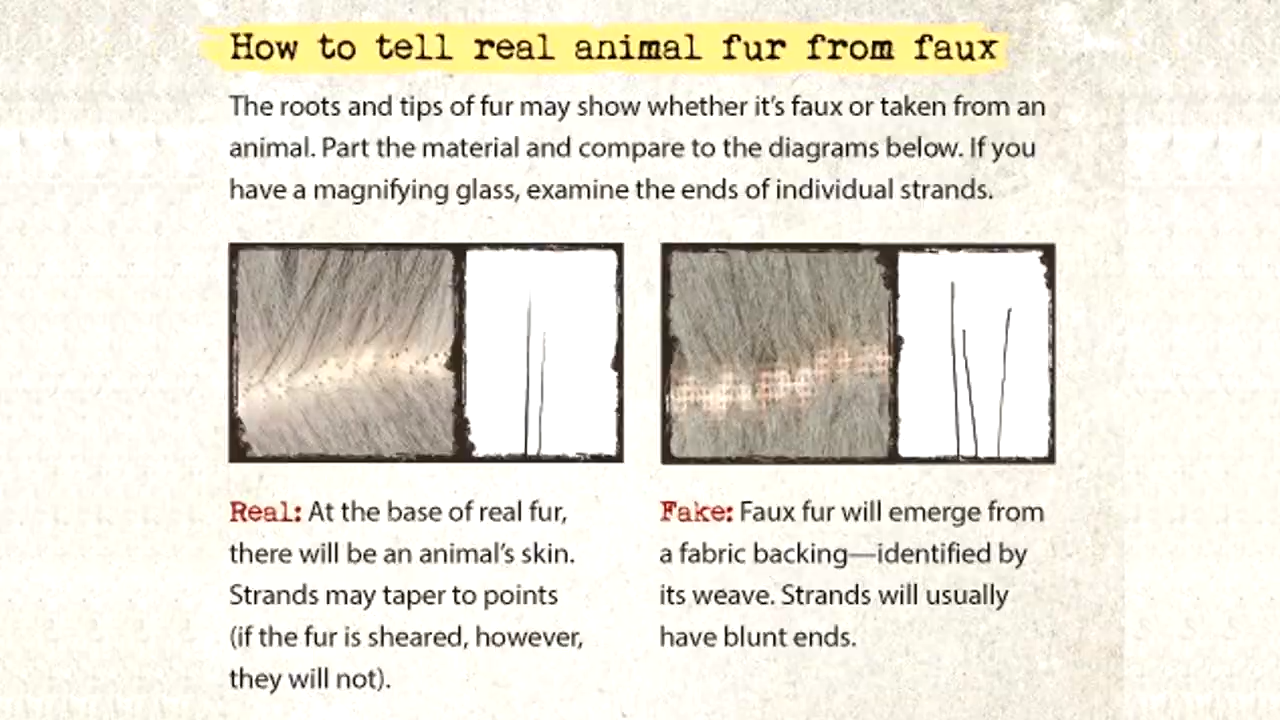 How to tell real animal fur from faux
The roots and tips of fur may show whether it's faux or taken from an
animal. Part the material and compare to the diagrams below. If you
have a magnifying glass, examine the ends of individual strands.
Real: At the base of real fur,
there will be an animal's skin.
Strands may taper to points
(if the fur is sheared, however,
they will not).
Fake: Faux fur will emerge from
a fabric backing—identified by
its weave. Strands will usually
have blunt ends.